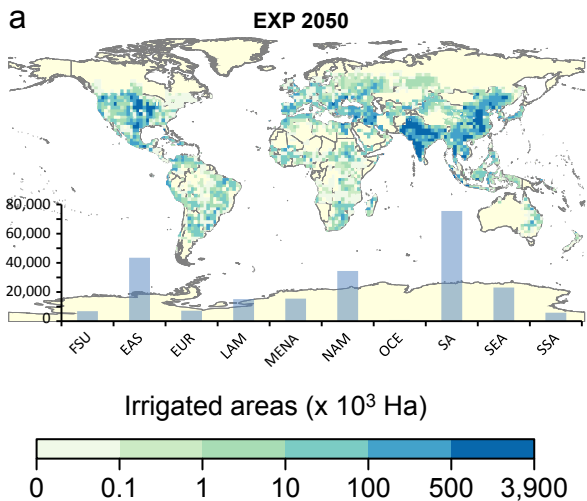 a
EXP 2050
80,000
60,000
40,000
20,000
0
FSU EAS EUR LAM MENA NAM OCE SA SEA SSA
Irrigated areas (x 10³ Ha)
0 0.1 1 10 100 500 3,900